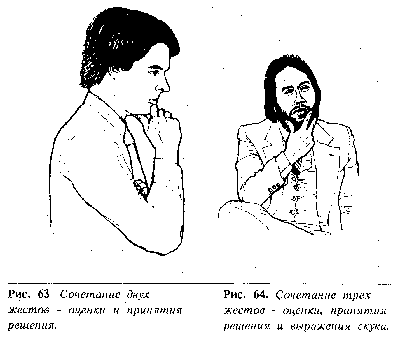 Рис. 63 Сочетание двух
жестов - оценки и принятия
решения.
Рис. 64. Сочетание трех
жестов - оценки, принятия
решения и выражения скуки.